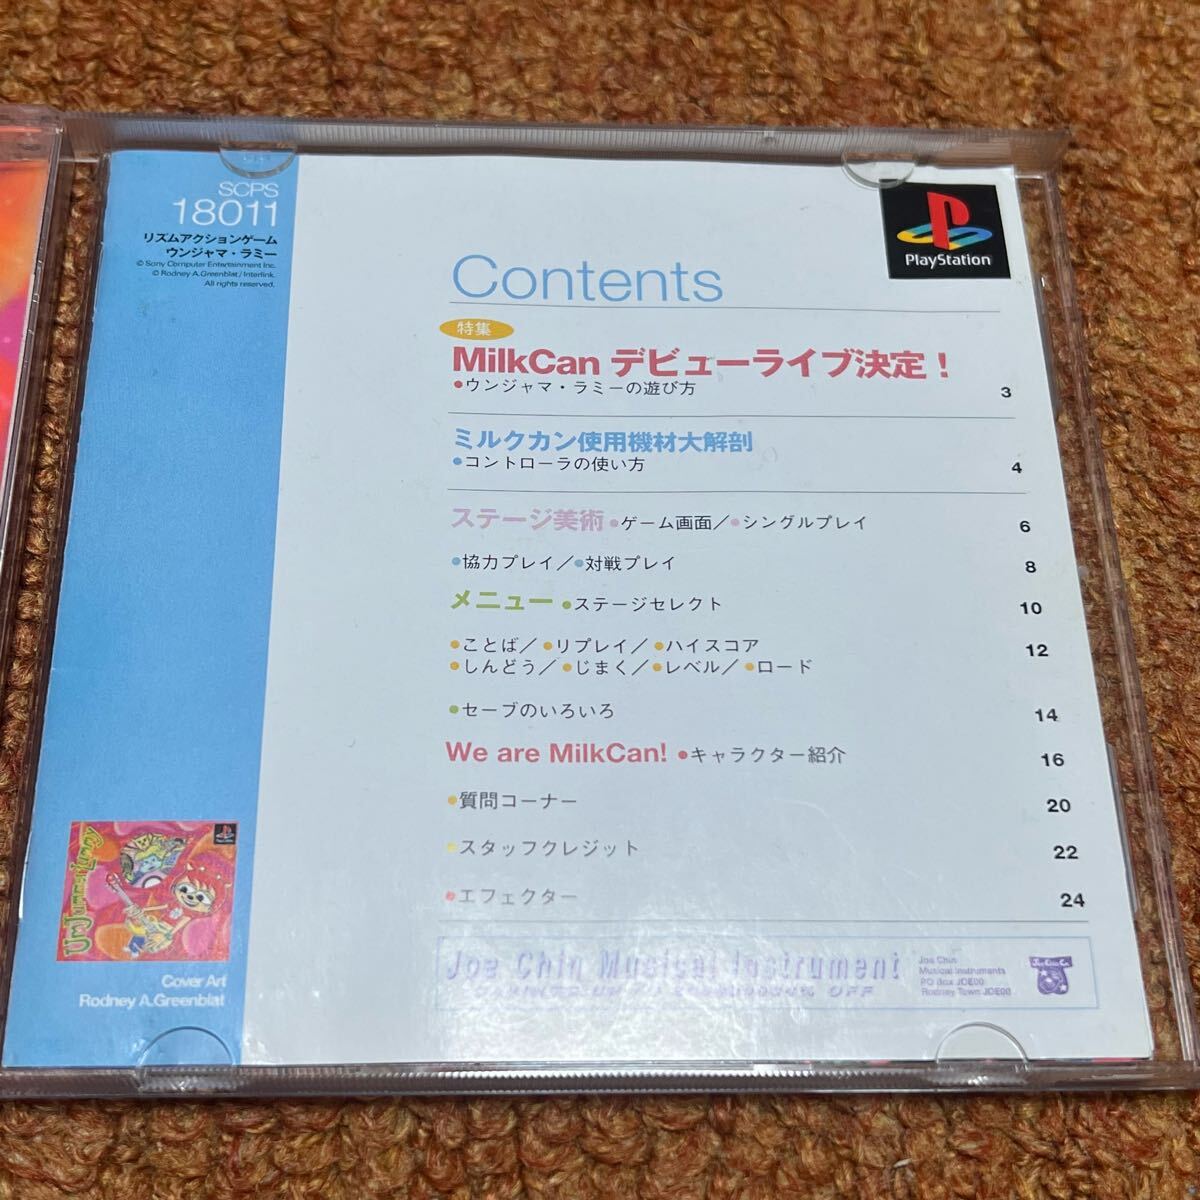 SCPS
18011
リズムアクションゲーム
ウンジャマ・ラミー
© Sony Computer Entertainment Inc.
© Rodney A.Greenblat / Interlink.
All rights reserved.
PlayStation
Contents
特集
MilkCan デビューライブ決定！
•ウンジャマ・ラミーの遊び方 3
ミルクカン使用機材大解剖
•コントローラの使い方 4
ステージ美術 •ゲーム画面／•シングルプレイ 6
•協力プレイ／•対戦プレイ 8
メニュー •ステージセレクト 10
•ことば／•リプレイ／•ハイスコア 12
•しんどう／•じまく／•レベル／•ロード
•セーブのいろいろ 14
We are MilkCan! •キャラクター紹介 16
•質問コーナー 20
•スタッフクレジット 22
•エフェクター 24
UmJammer Lammy
Cover Art
Rodney A.Greenblat
Joe Chin Musical Instrument
% OFF
Joe Chin
Musical Instruments
PO Box JOE00
Rodney Town JOE00